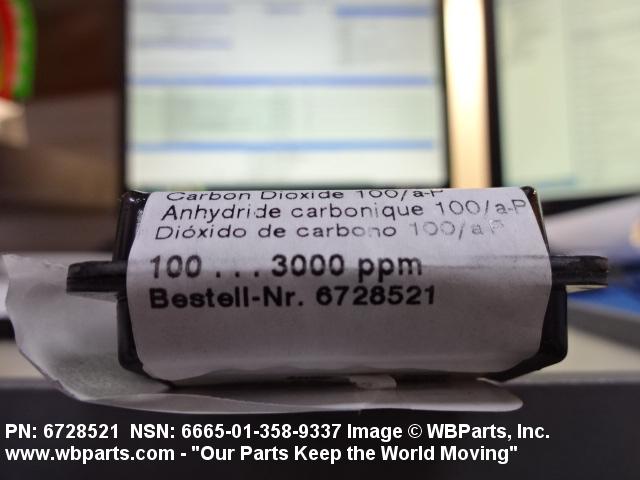 Carbon Dioxide 100/a-P
Anhydride carbonique 100/a-P
Dióxido de carbono 100/a-P
100 ... 3000 ppm
Bestell-Nr. 6728521
PN: 6728521 NSN: 6665-01-358-9337 Image © WBParts, Inc.
www.wbparts.com - "Our Parts Keep the World Moving"